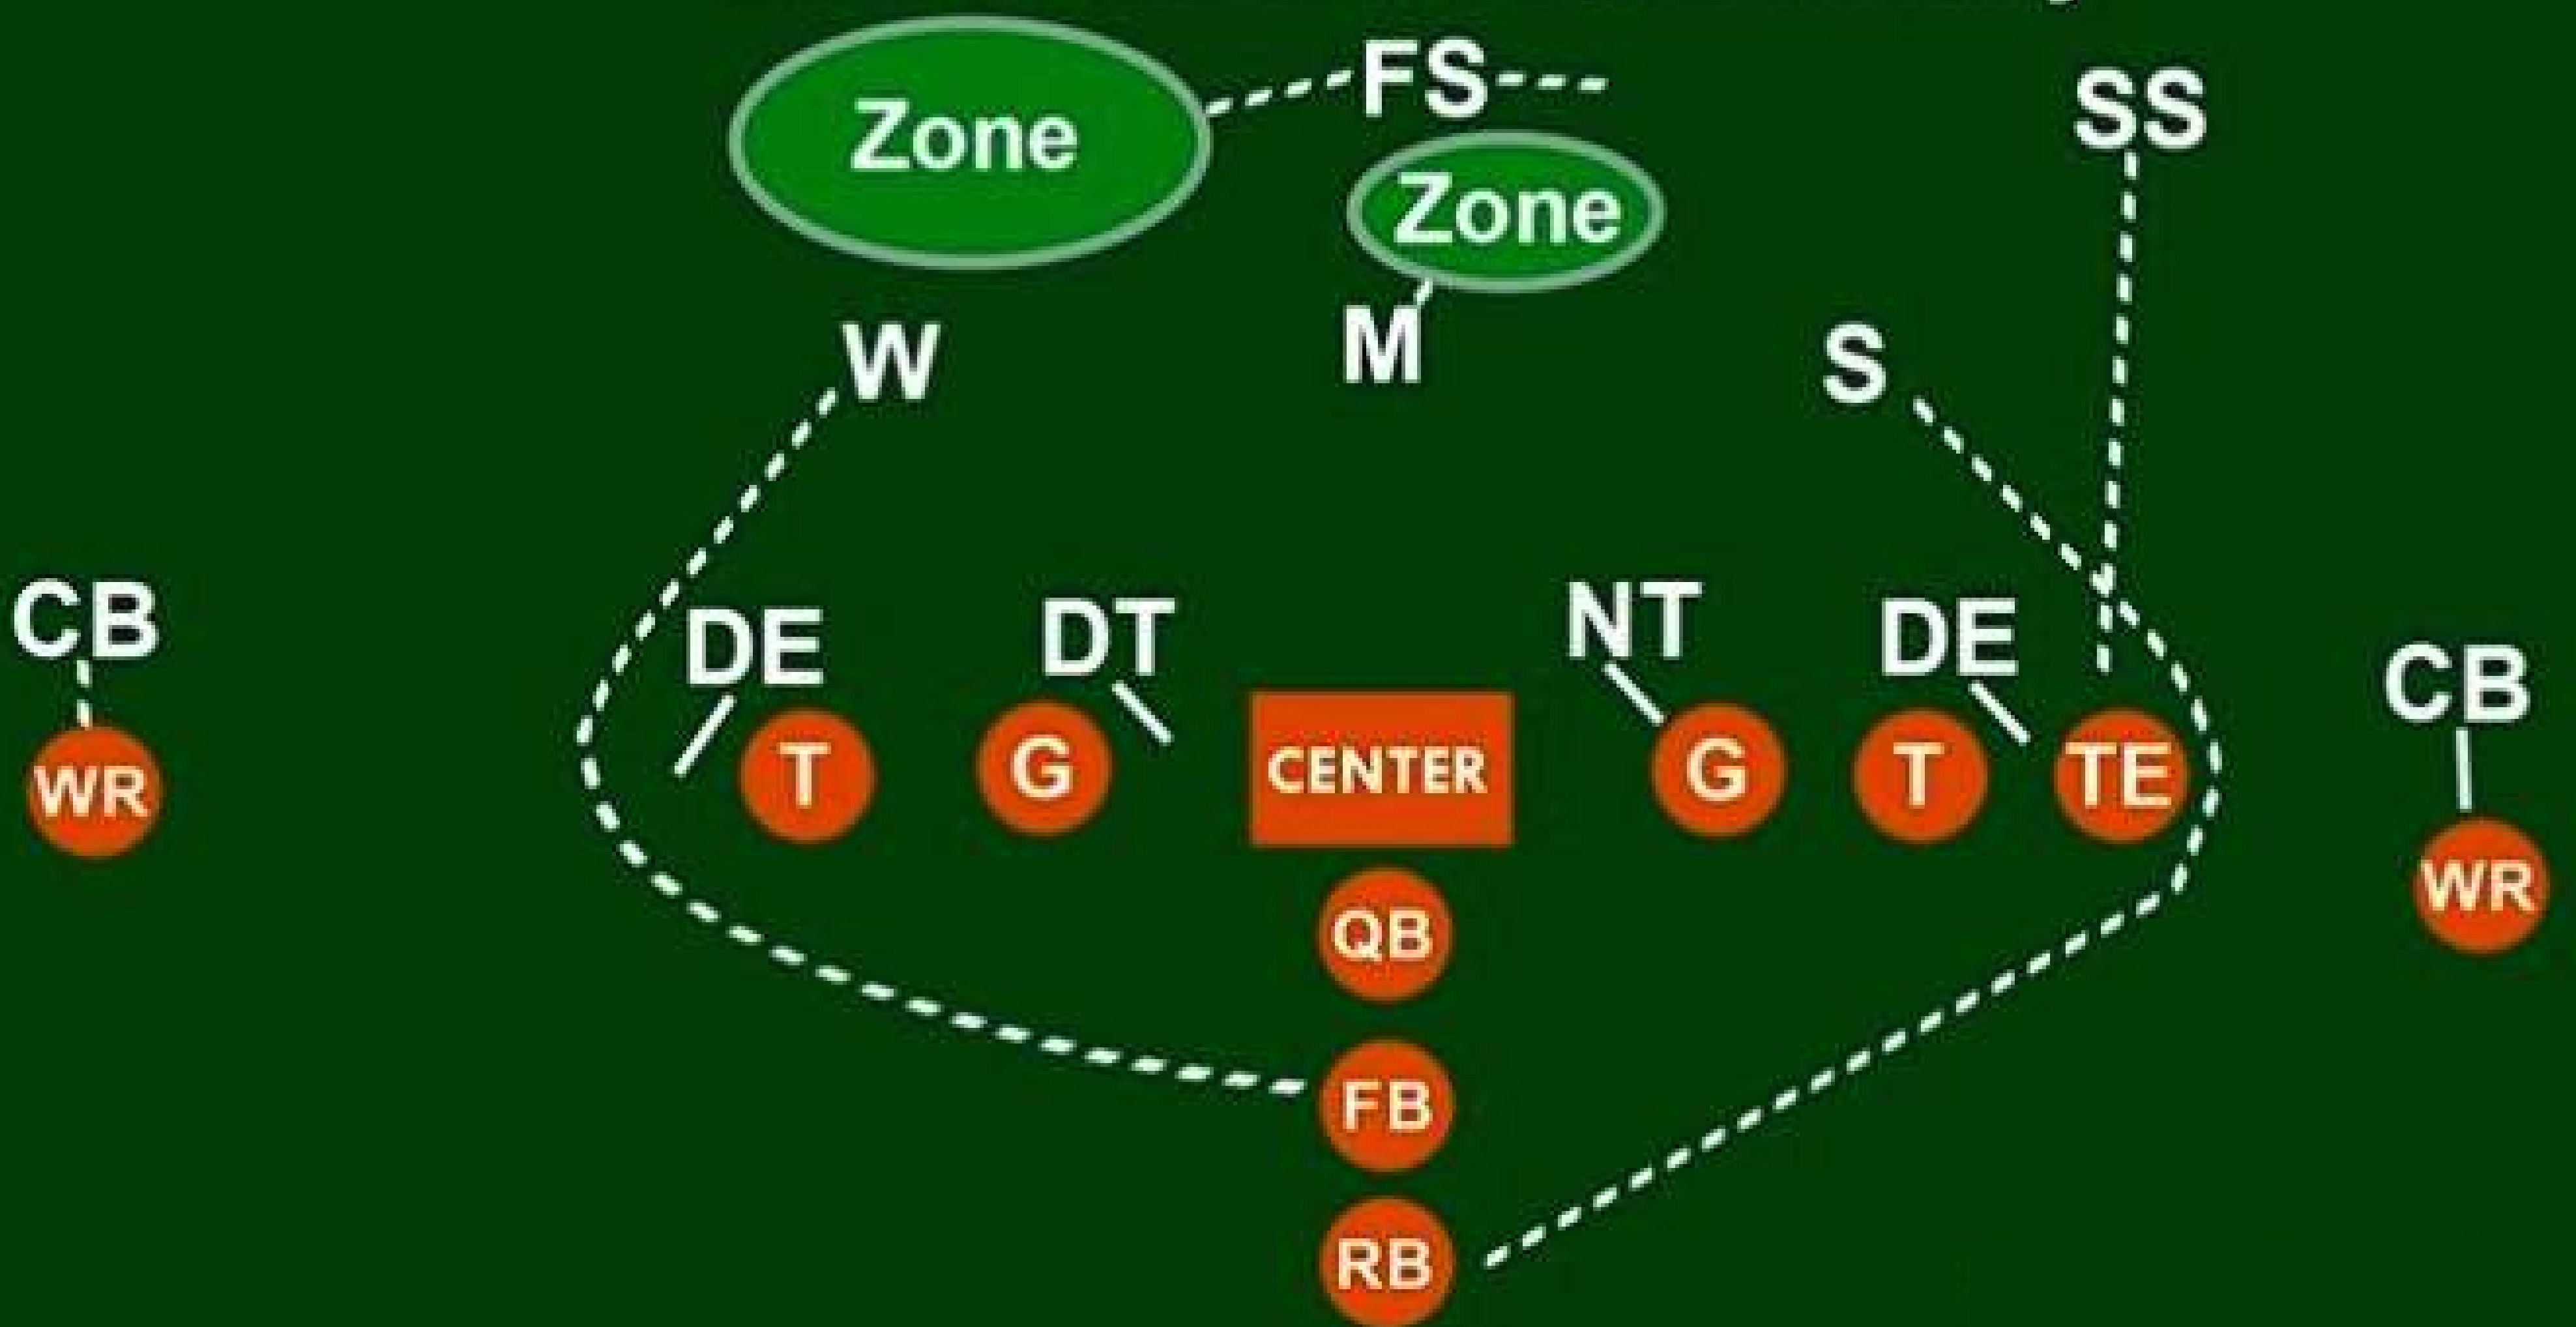 FS
SS
Zone
Zone
W
M
S
CB
DE
DT
NT
DE
CB
WR
T
G
CENTER
G
T
TE
WR
QB
FB
RB